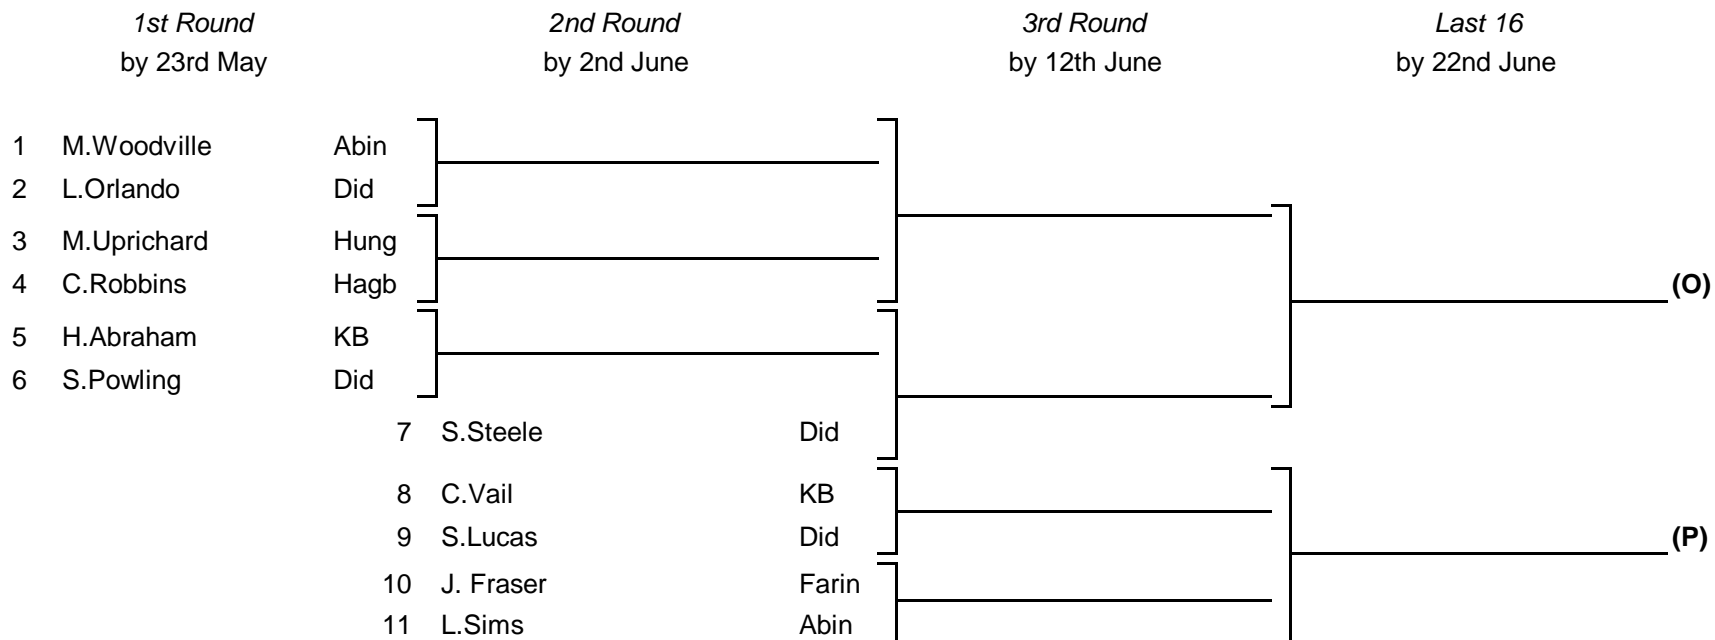 1st Round 2nd Round 3rd Round Last 16
by 23rd May by 2nd June by 12th June by 22nd June
1 M.Woodville Abin
2 L.Orlando Did
3 M.Uprichard Hung
4 C.Robbins Hagb (O)
5 H.Abraham KB
6 S.Powling Did
7 S.Steele Did
8 C.Vail KB
9 S.Lucas Did (P)
10 J. Fraser Farin
11 L.Sims Abin